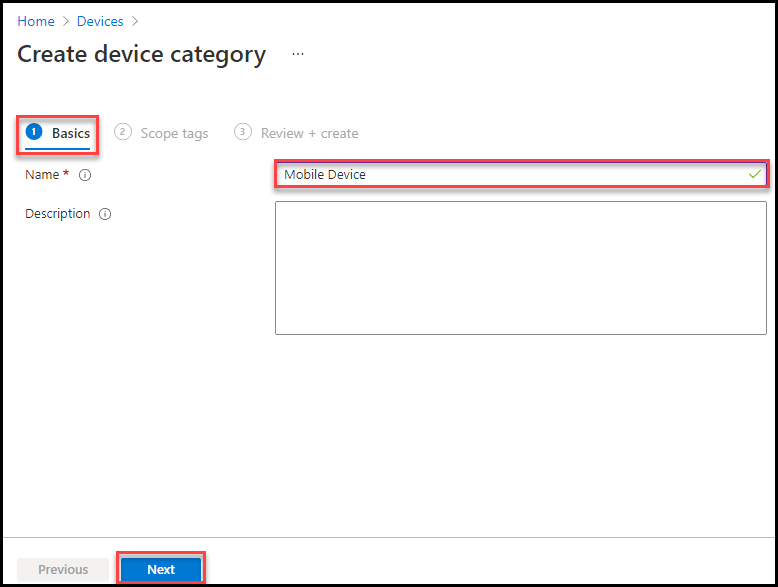 Home > Devices >
Create device category ...
1 Basics 2 Scope tags 3 Review + create
Name * Mobile Device
Description
Previous Next